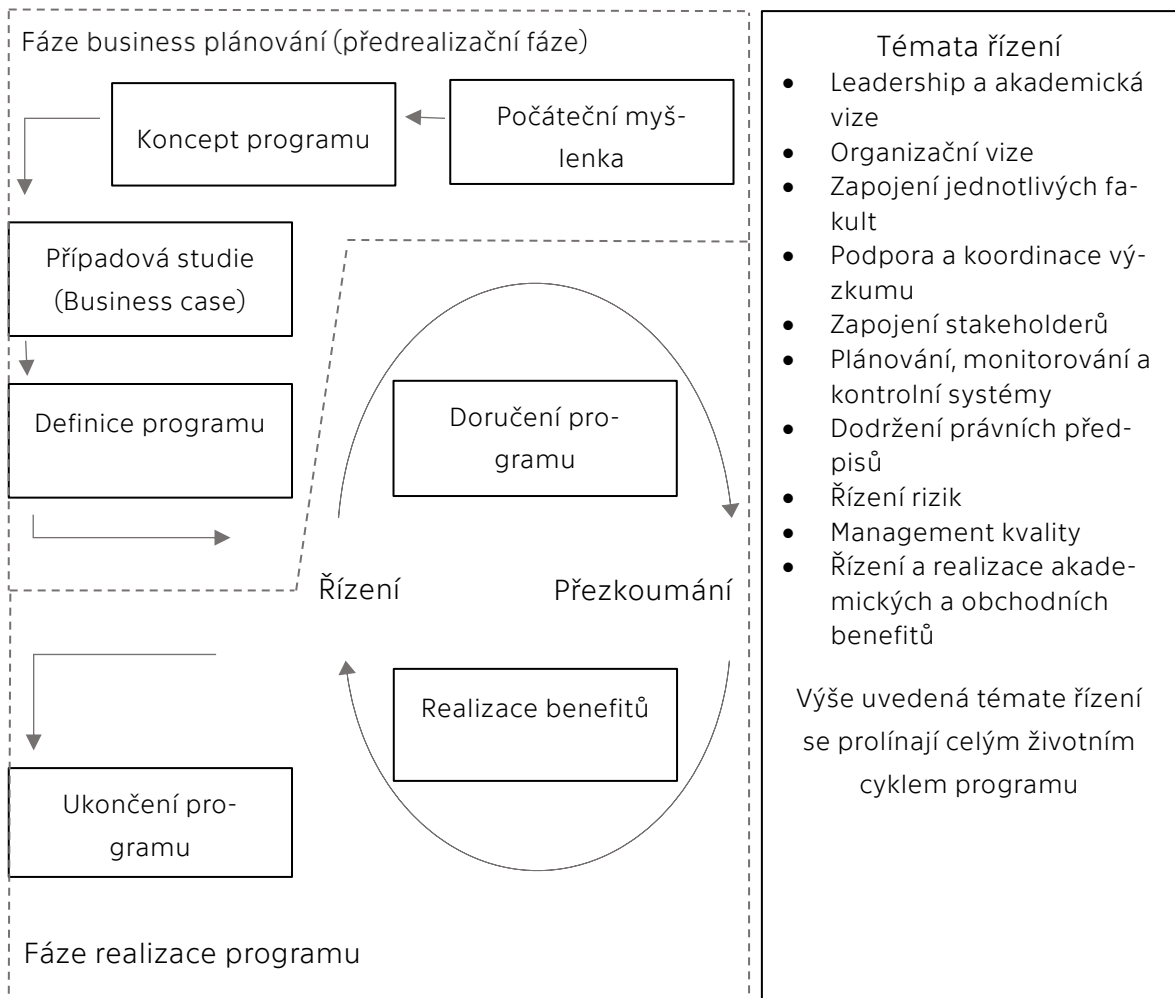 Fáze business plánování (předrealizační fáze)
Počáteční myš-
lenka
Koncept programu
Případová studie
(Business case)
Definice programu
Doručení pro-
gramu
Řízení
Přezkoumání
Realizace benefitů
Ukončení pro-
gramu
Fáze realizace programu
Témata řízení
• Leadership a akademická
vize
• Organizační vize
• Zapojení jednotlivých fa-
kult
• Podpora a koordinace vý-
zkumu
• Zapojení stakeholderů
• Plánování, monitorování a
kontrolní systémy
• Dodržení právních před-
pisů
• Řízení rizik
• Management kvality
• Řízení a realizace akade-
mických a obchodních
benefitů
Výše uvedená témate řízení
se prolínají celým životním
cyklem programu